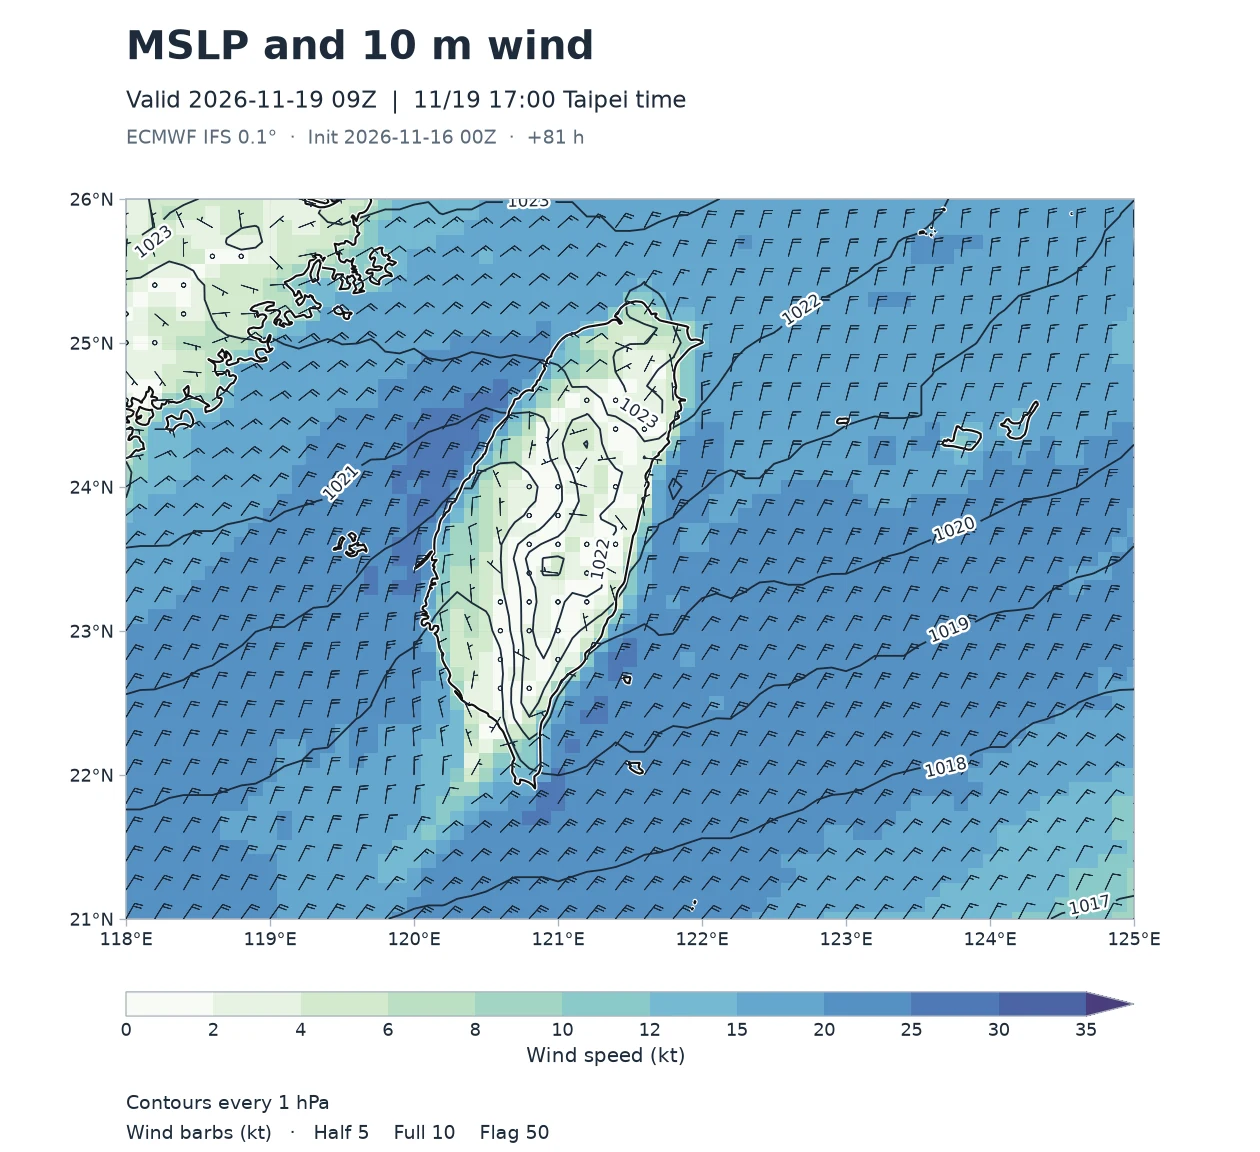 MSLP and 10 m wind
Valid 2026-11-19 09Z | 11/19 17:00 Taipei time
ECMWF IFS 0.1° · Init 2026-11-16 00Z · +81 h
26°N
25°N
24°N
23°N
22°N
21°N
1023
1023
1022
1023
1021
1022
1020
1019
1018
1017
118°E 119°E 120°E 121°E 122°E 123°E 124°E 125°E
0 2 4 6 8 10 12 15 20 25 30 35
Wind speed (kt)
Contours every 1 hPa
Wind barbs (kt) · Half 5 Full 10 Flag 50